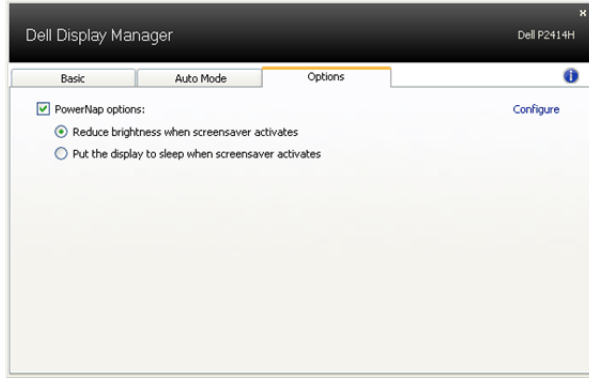 Dell Display Manager
Dell P2414H
Basic
Auto Mode
Options
PowerNap options:
Configure
Reduce brightness when screensaver activates
Put the display to sleep when screensaver activates